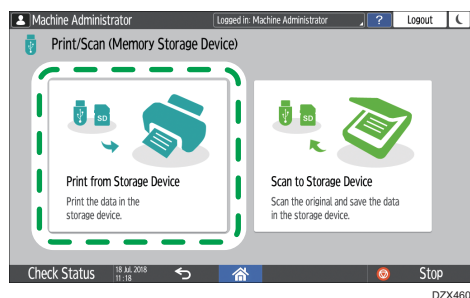 Machine Administrator
Logged in: Machine Administrator
?
Logout
Print/Scan (Memory Storage Device)
SD
SD
Print from Storage Device
Print the data in the
storage device.
Scan to Storage Device
Scan the original and save the data
in the storage device.
Check Status
18 Jul. 2018
11 : 18
Stop
DZX460